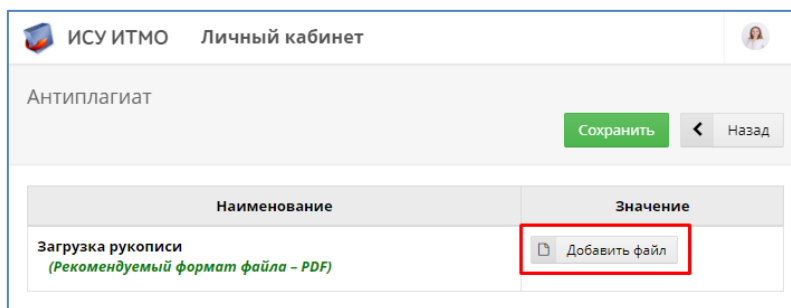 ИСУ ИТМО Личный кабинет
Антиплагиат
Сохранить Назад
Наименование Значение
Загрузка рукописи Добавить файл
(Рекомендуемый формат файла – PDF)